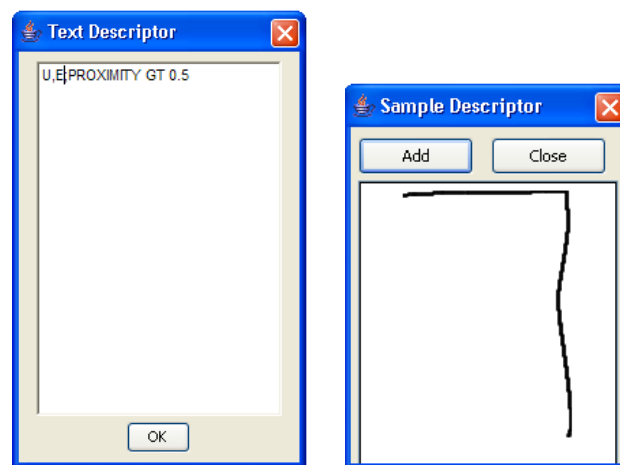 Text Descriptor
U,E:PROXIMITY GT 0.5
OK
Sample Descriptor
Add
Close